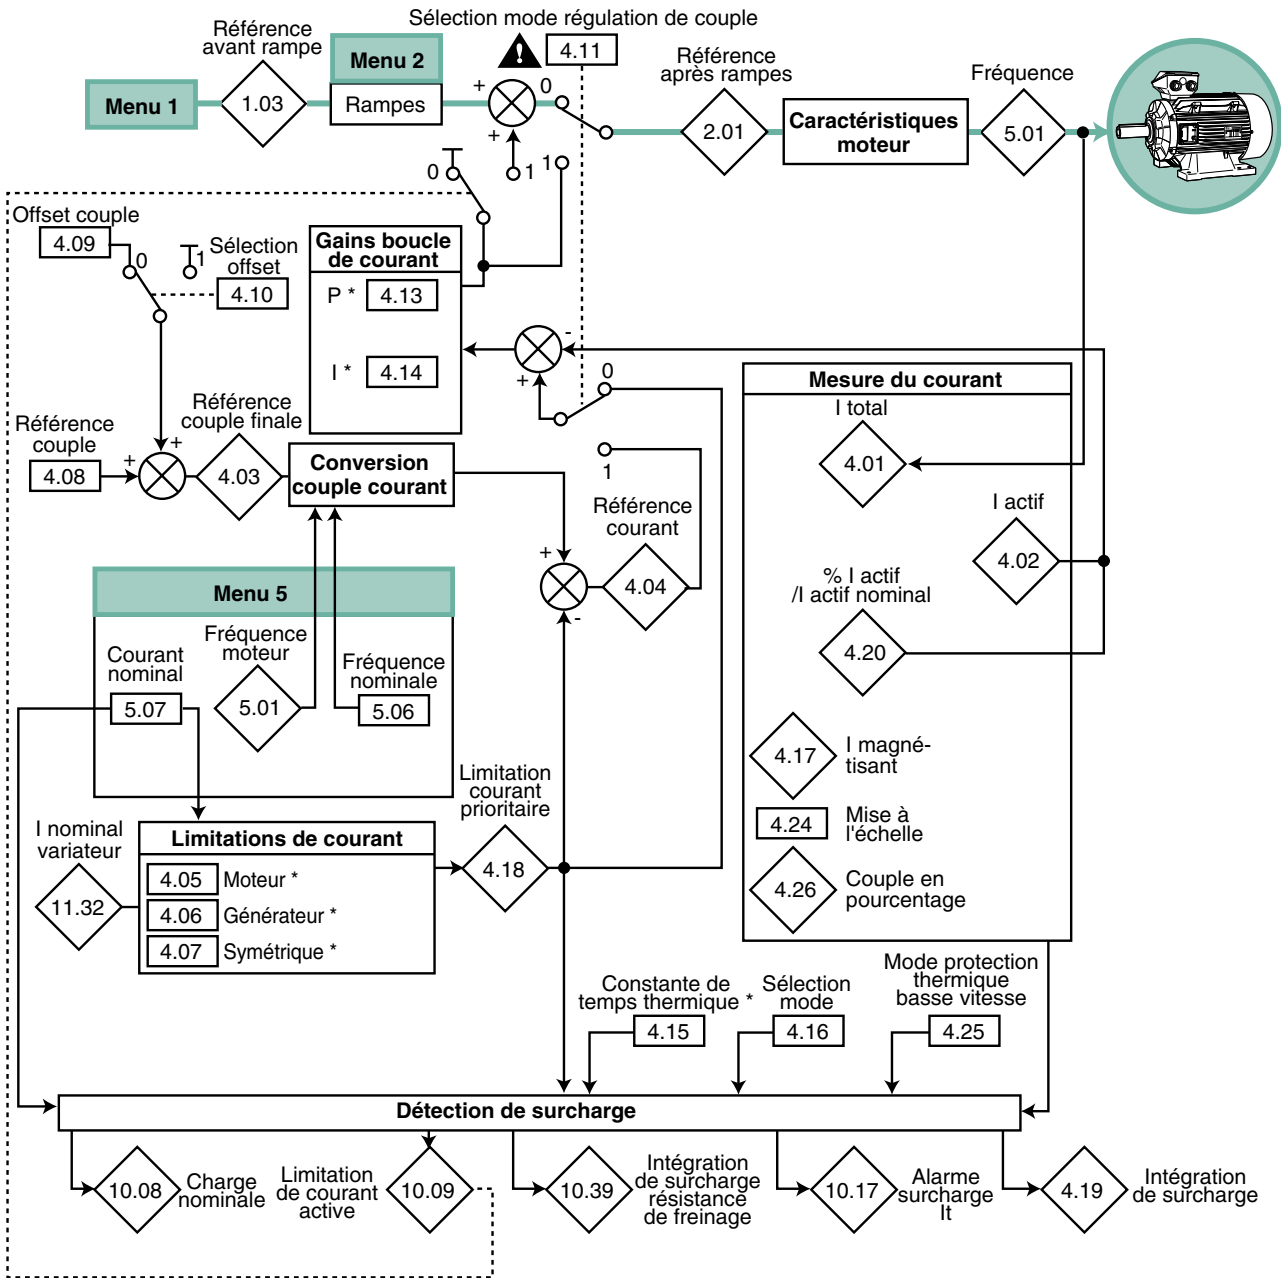 Sélection mode régulation de couple
4.11
Référence
avant rampe
1.03
Menu 1
Menu 2
Rampes
+
+
0
1
1
0
Référence
après rampes
2.01
Caractéristiques
moteur
Fréquence
5.01
Offset couple
4.09
0
1
Sélection
offset
4.10
Gains boucle
de courant
P *
4.13
I *
4.14
-
+
0
1
Référence
couple
4.08
+
+
Référence
couple finale
4.03
Conversion
couple courant
+
-
Référence
courant
4.04
Mesure du courant
I total
4.01
I actif
4.02
% I actif
/I actif nominal
4.20
4.17
I magné-
tisant
4.24
Mise à
l'échelle
4.26
Couple en
pourcentage
Menu 5
Courant
nominal
5.07
Fréquence
moteur
5.01
Fréquence
nominale
5.06
I nominal
variateur
11.32
Limitations de courant
4.05
Moteur *
4.06
Générateur *
4.07
Symétrique *
Limitation
courant
prioritaire
4.18
Constante de
temps thermique *
4.15
Sélection
mode
4.16
Mode protection
thermique
basse vitesse
4.25
Détection de surcharge
10.08
Charge
nominale
Limitation
de courant
active
10.09
10.39
Intégration
de surcharge
résistance
de freinage
10.17
Alarme
surcharge
It
4.19
Intégration
de surcharge